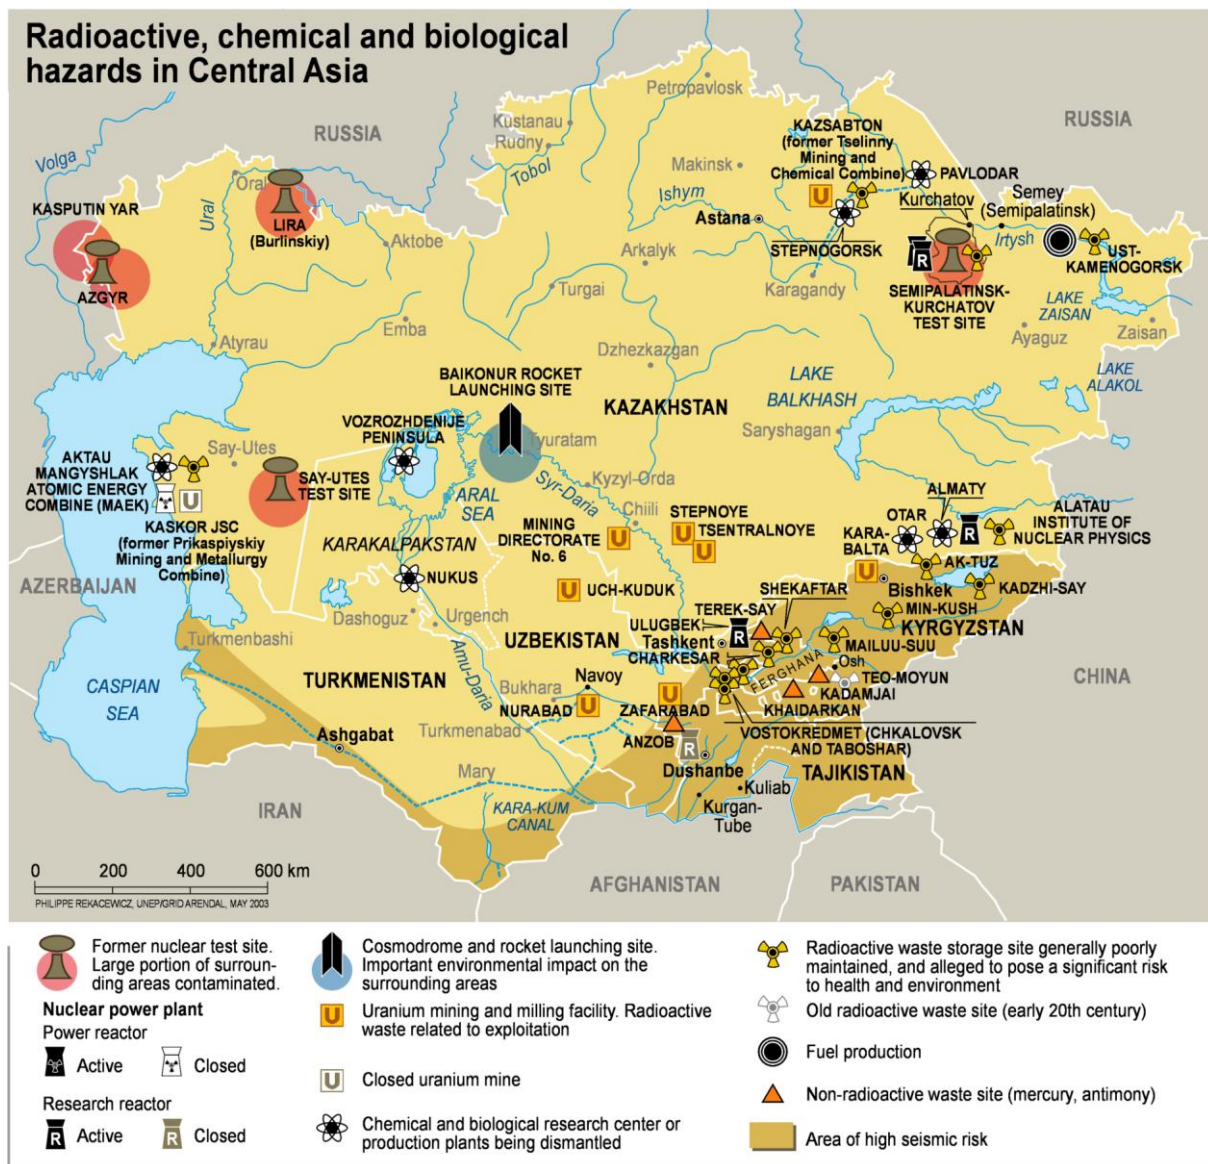 Radioactive, chemical and biological
hazards in Central Asia
RUSSIA
RUSSIA
Petropavlosk
Kustanau
Rudny
Tobol
Volga
Oral
Ural
KASPUTIN YAR
LIRA
(Burlinskiy)
AZGYR
Aktobe
Makinsk
Ishym
Astana
KAZSABTON
(former Tselinny
Mining and
Chemical Combine)
PAVLODAR
Kurchatov
Semey
(Semipalatinsk)
Irtysh
STEPNOGORSK
UST-
KAMENOGORSK
Arkalyk
Karagandy
SEMIPALATINSK-
KURCHATOV
TEST SITE
LAKE
ZAISAN
Turgai
Ayaguz
Zaisan
Emba
Atyrau
Dzhezkazgan
LAKE
ALAKOL
BAIKONUR ROCKET
LAUNCHING SITE
LAKE
BALKHASH
KAZAKHSTAN
VOZROZHDENIJE
PENINSULA
Tyuratam
Saryshagan
Say-Utes
AKTAU
MANGYSHLAK
ATOMIC ENERGY
COMBINE (MAEK)
SAY-UTES
TEST SITE
Kyzyl-Orda
Syr-Daria
ARAL
SEA
Chiili
STEPNOYE
TSENTRALNOYE
ALMATY
OTAR
KARA-
BALTA
ALATAU
INSTITUTE OF
NUCLEAR PHYSICS
KASKOR JSC
(former Prikaspiyskiy
Mining and Metallurgy
Combine)
MINING
DIRECTORATE
No. 6
KARAKALPAKSTAN
AZERBAIJAN
NUKUS
UCH-KUDUK
SHEKAFTAR
AK-TUZ
Bishkek
KADZHI-SAY
Dashoguz
Urgench
TEREK-SAY
ULUGBEK
MIN-KUSH
KYRGYZSTAN
Turkmenbashi
UZBEKISTAN
Tashkent
CHARKESAR
MAILUU-SUU
FERGHANA
Osh
TEO-MOYUN
CHINA
CASPIAN
SEA
TURKMENISTAN
Amu-Daria
Bukhara
Navoy
NURABAD
ZAFARABAD
KADAMJAI
KHAIDARKAN
Ashgabat
Turkmenabad
ANZOB
VOSTOKREDMET (CHKALOVSK
AND TABOSHAR)
Dushanbe
TAJIKISTAN
Mary
Kuliab
Kurgan-
Tube
IRAN
KARA-KUM
CANAL
AFGHANISTAN
PAKISTAN
0 200 400 600 km
PHILIPPE REKACEWICZ, UNEP/GRID ARENDAL, MAY 2003
Former nuclear test site.
Large portion of surroun-
ding areas contaminated.
Nuclear power plant
Power reactor
Active
Closed
Research reactor
R Active
R Closed
Cosmodrome and rocket launching site.
Important environmental impact on the
surrounding areas
U Uranium mining and milling facility. Radioactive
waste related to exploitation
U Closed uranium mine
Chemical and biological research center or
production plants being dismantled
Radioactive waste storage site generally poorly
maintained, and alleged to pose a significant risk
to health and environment
Old radioactive waste site (early 20th century)
Fuel production
Non-radioactive waste site (mercury, antimony)
Area of high seismic risk